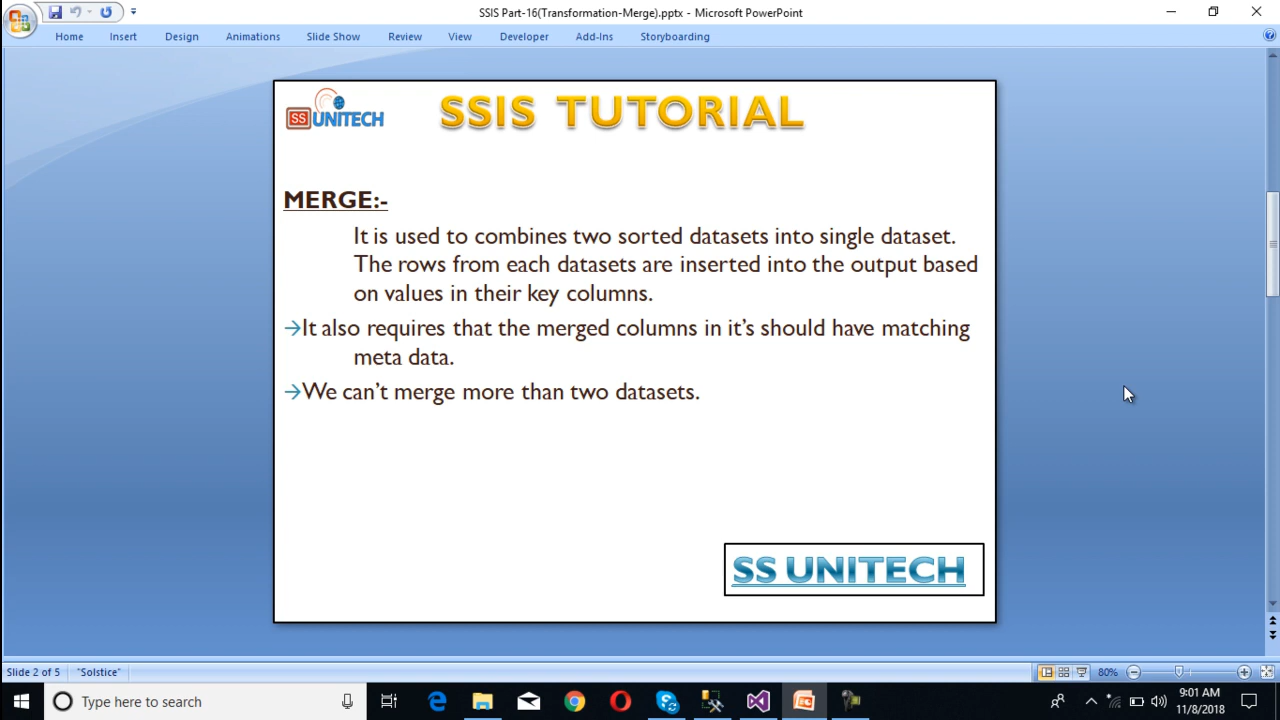 SSIS Part-16(Transformation-Merge).pptx - Microsoft PowerPoint
Home Insert Design Animations Slide Show Review View Developer Add-Ins Storyboarding
SS UNITECH
SSIS TUTORIAL
MERGE:-
It is used to combines two sorted datasets into single dataset.
The rows from each datasets are inserted into the output based
on values in their key columns.
→It also requires that the merged columns in it’s should have matching
meta data.
→We can’t merge more than two datasets.
SS UNITECH
Slide 2 of 5 "Solstice" 80%
Type here to search
9:01 AM
11/8/2018